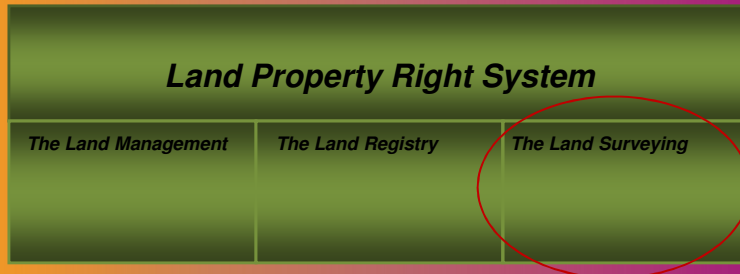 Land Property Right System
The Land Management
The Land Registry
The Land Surveying